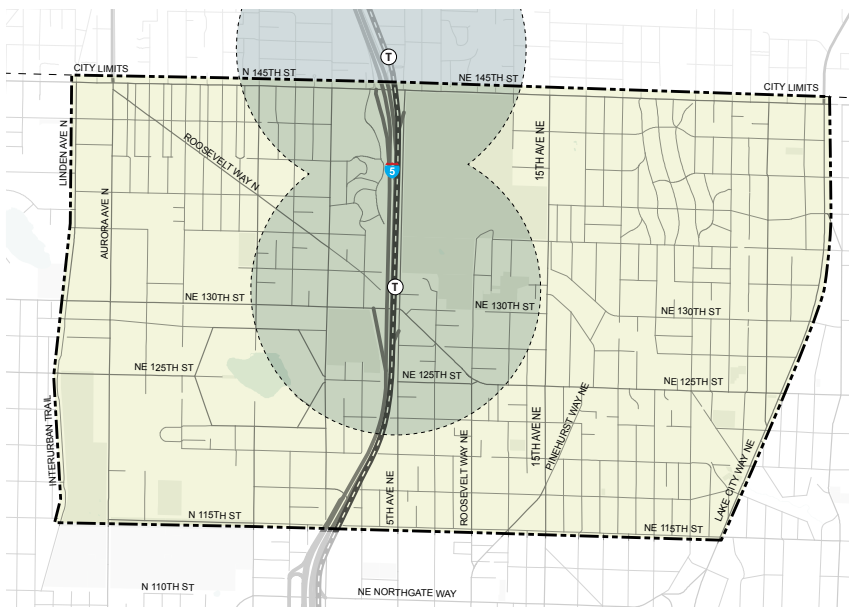 T
CITY LIMITS
N 145TH ST
NE 145TH ST
CITY LIMITS
LINDEN AVE N
ROOSEVELT WAY N
15TH AVE NE
5
AURORA AVE N
T
NE 130TH ST
NE 130TH ST
NE 130TH ST
NE 125TH ST
NE 125TH ST
NE 125TH ST
INTERURBAN TRAIL
15TH AVE NE
PINEHURST WAY NE
5TH AVE NE
ROOSEVELT WAY NE
LAKE CITY WAY NE
N 115TH ST
NE 115TH ST
N 110TH ST
NE NORTHGATE WAY